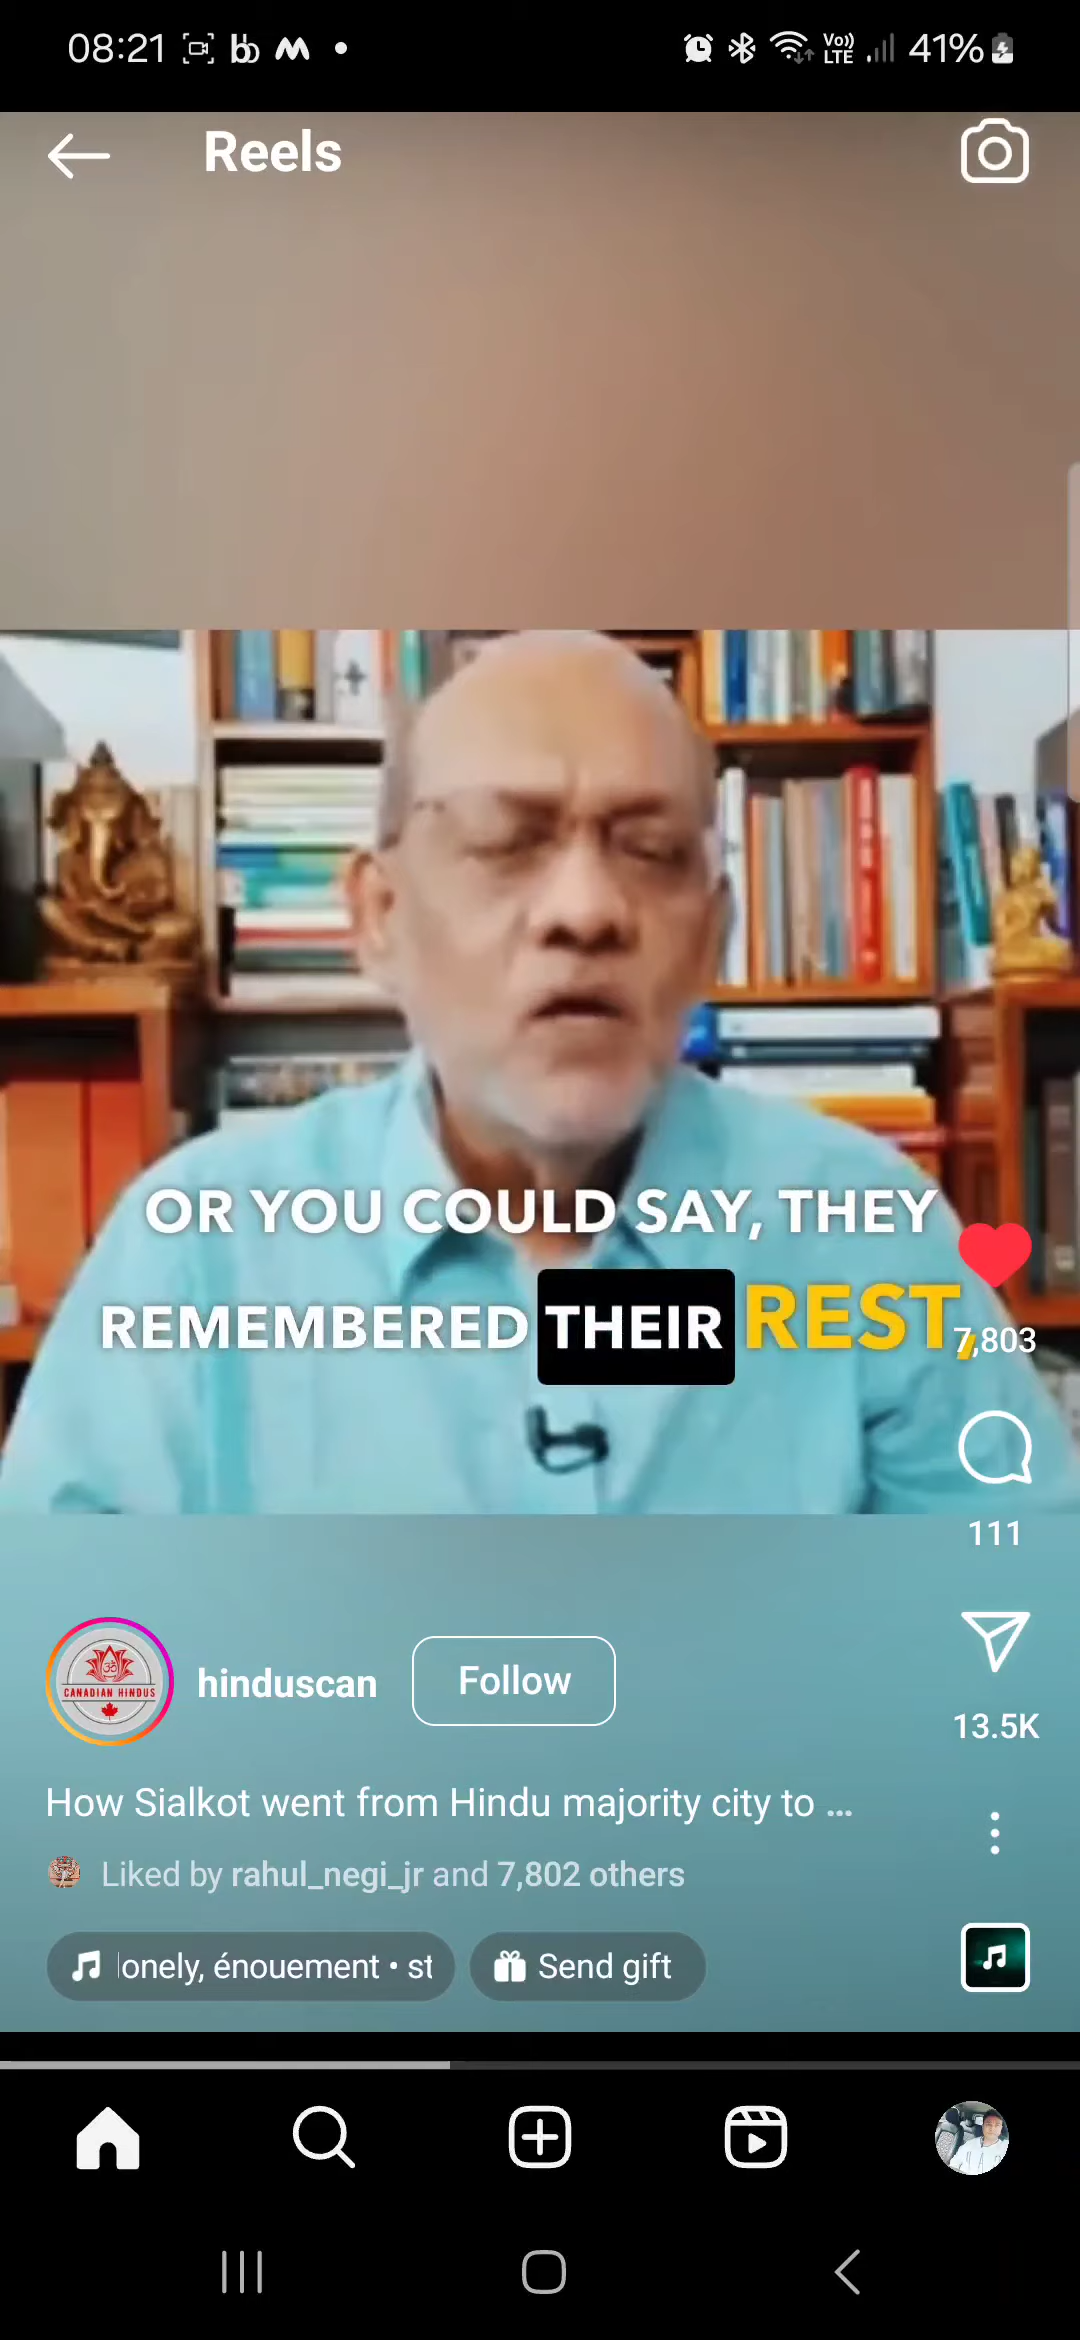 08:21
Vo))
LTE
41%
Reels
OR YOU COULD SAY, THEY
REMEMBERED THEIR REST,
7,803
111
CANADIAN HINDUS
hinduscan
Follow
13.5K
How Sialkot went from Hindu majority city to ...
Liked by rahul_negi_jr and 7,802 others
lonely, énouement • st
Send gift